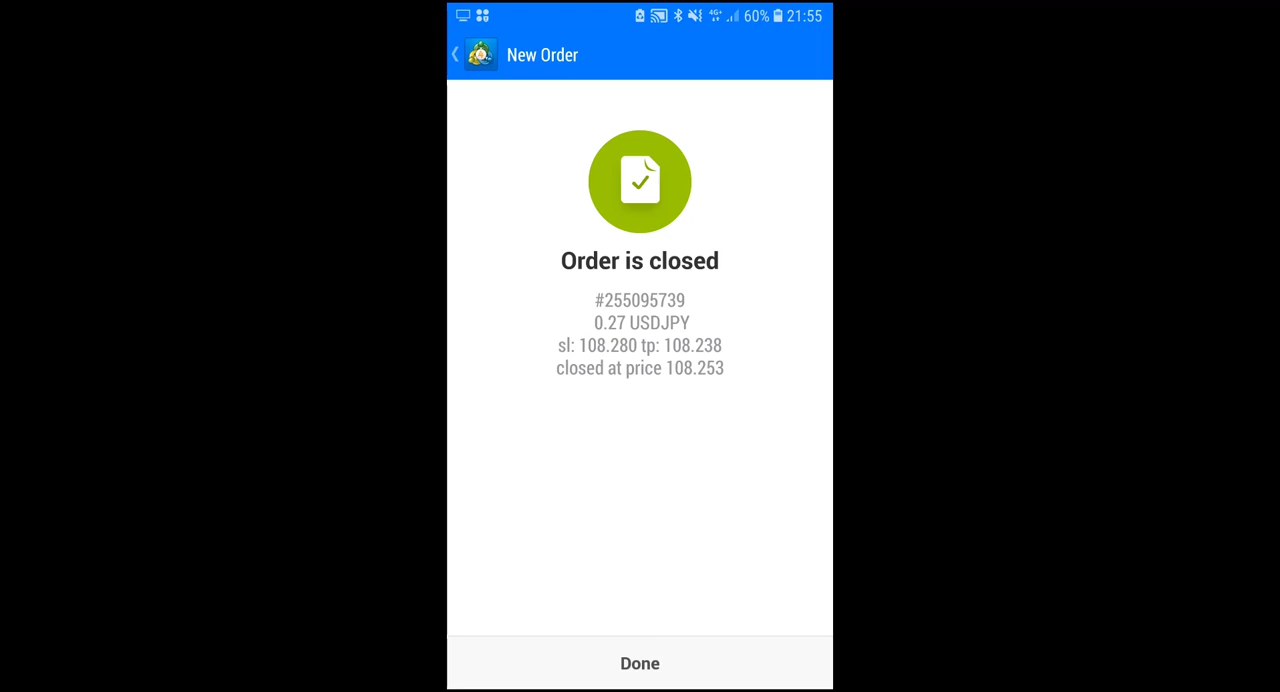 4G+ 60% 21:55
New Order
Order is closed
#255095739
0.27 USDJPY
sl: 108.280 tp: 108.238
closed at price 108.253
Done